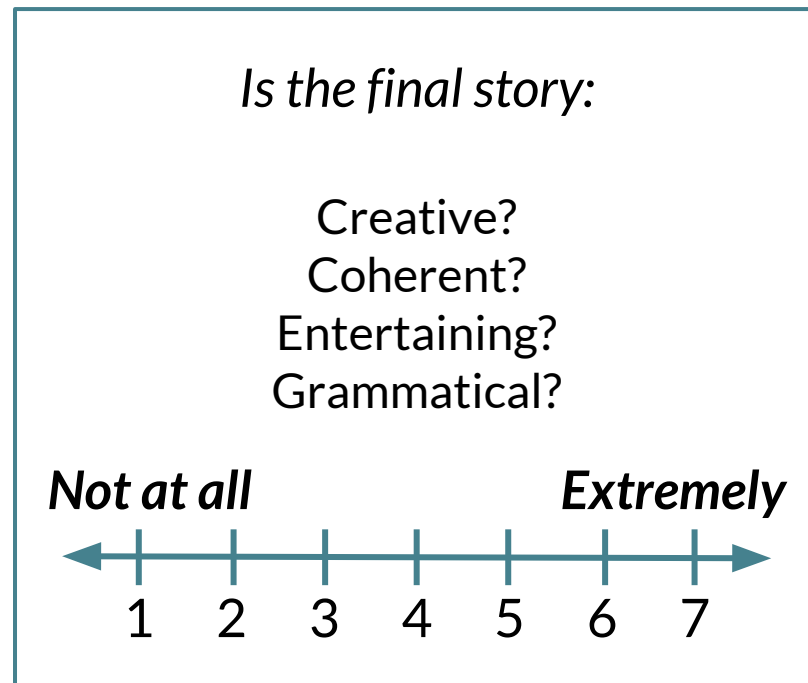 Is the final story:
Creative?
Coherent?
Entertaining?
Grammatical?
Not at all Extremely
1 2 3 4 5 6 7